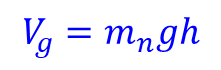 V_g = m_n gh